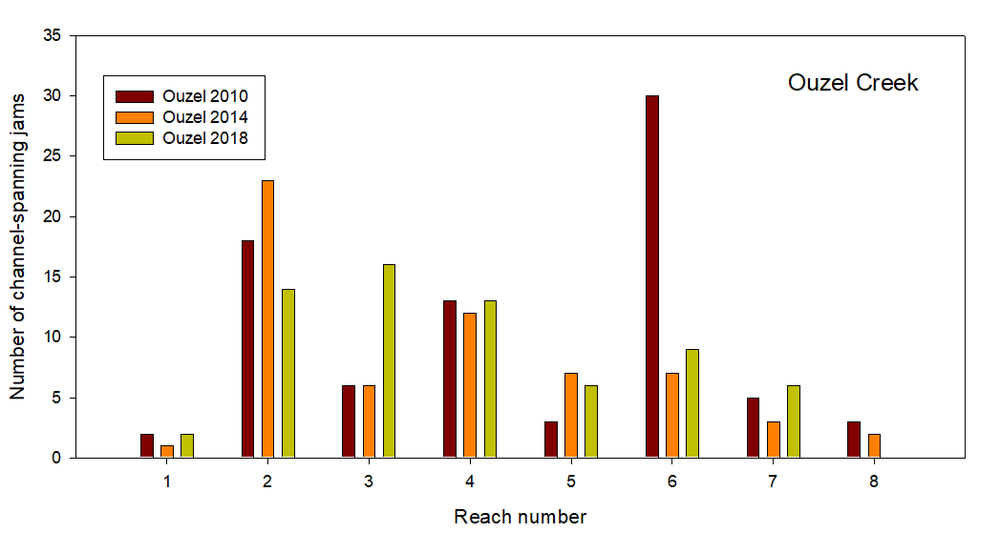 Ouzel Creek
Ouzel 2010
Ouzel 2014
Ouzel 2018
Number of channel-spanning jams
35
30
25
20
15
10
5
0
1 2 3 4 5 6 7 8
Reach number